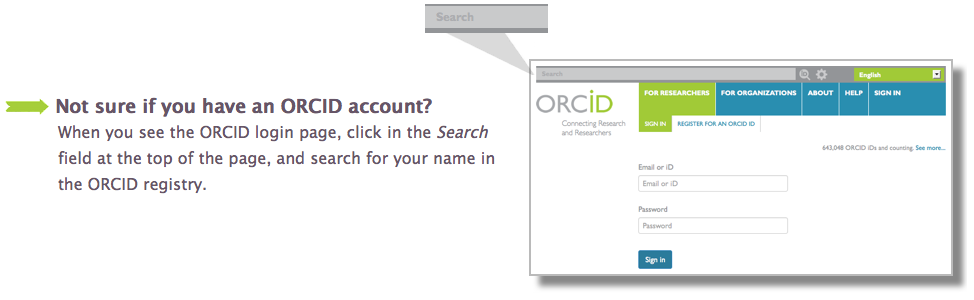 Search
Not sure if you have an ORCID account?
When you see the ORCID login page, click in the Search
field at the top of the page, and search for your name in
the ORCID registry.
Search
English
ORCiD
Connecting Research
and Researchers
FOR RESEARCHERS FOR ORGANIZATIONS ABOUT HELP SIGN IN
SIGN IN REGISTER FOR AN ORCID ID
643,048 ORCID iDs and counting. See more...
Email or iD
Email or iD
Password
Password
Sign in